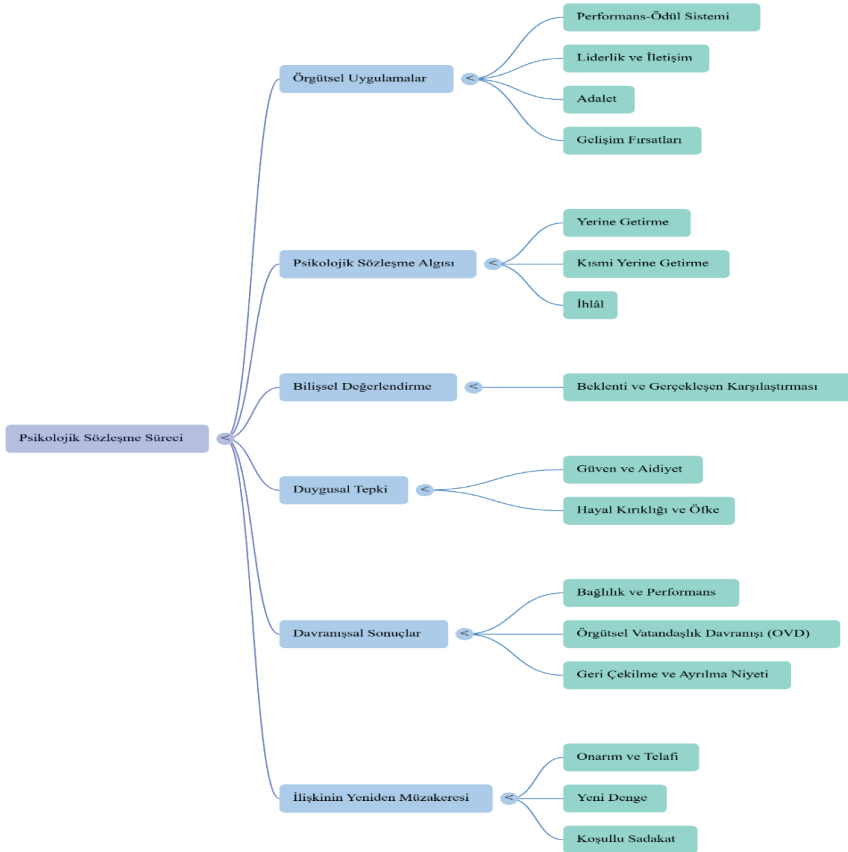 Psikolojik Sözleşme Süreci
Örgütsel Uygulamalar
Performans-Ödül Sistemi
Liderlik ve İletişim
Adalet
Gelişim Fırsatları
Psikolojik Sözleşme Algısı
Yerine Getirme
Kısmi Yerine Getirme
İhlâl
Bilişsel Değerlendirme
Beklenti ve Gerçekleşen Karşılaştırması
Duygusal Tepki
Güven ve Aidiyet
Hayal Kırıklığı ve Öfke
Davranışsal Sonuçlar
Bağlılık ve Performans
Örgütsel Vatandaşlık Davranışı (OVD)
Geri Çekilme ve Ayrılma Niyeti
İlişkinin Yeniden Müzakeresi
Onarım ve Telafi
Yeni Denge
Koşullu Sadakat